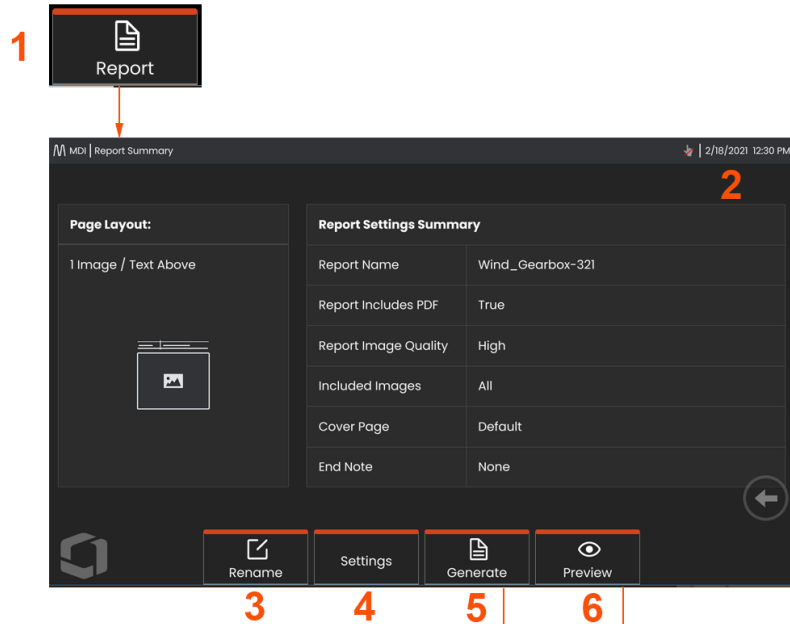 1
Report
MDI | Report Summary
2/18/2021 12:30 PM
2
Page Layout:
1 Image / Text Above
Report Settings Summary
Report Name Wind_Gearbox-321
Report Includes PDF True
Report Image Quality High
Included Images All
Cover Page Default
End Note None
Rename
Settings
Generate
Preview
3 4 5 6